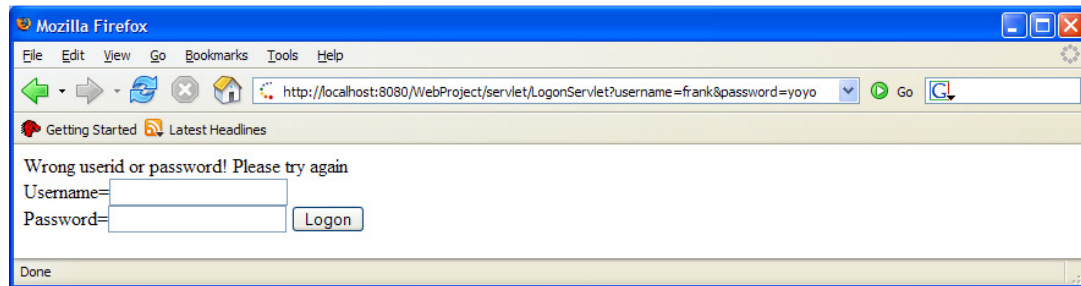 Mozilla Firefox
File Edit View Go Bookmarks Tools Help
http://localhost:8080/WebProject/servlet/LogonServlet?username=frank&password=yoyo Go G
Getting Started Latest Headlines
Wrong userid or password! Please try again
Username=
Password= Logon
Done